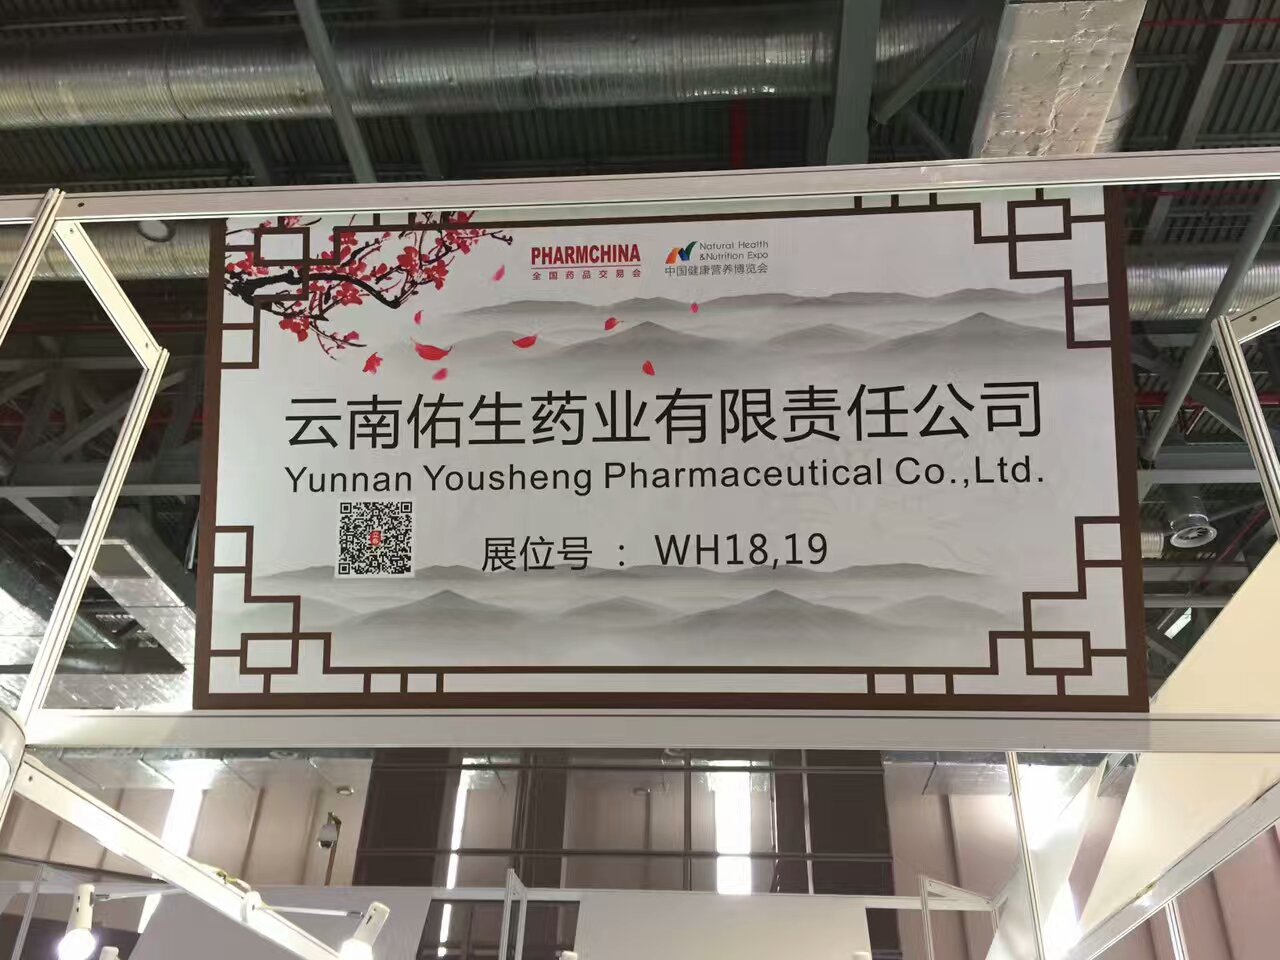 PHARMCHINA
全国药品交易会
Natural Health
&Nutrition Expo
中国健康营养博览会
云南佑生药业有限责任公司
Yunnan Yousheng Pharmaceutical Co.,Ltd.
展位号 : WH18,19